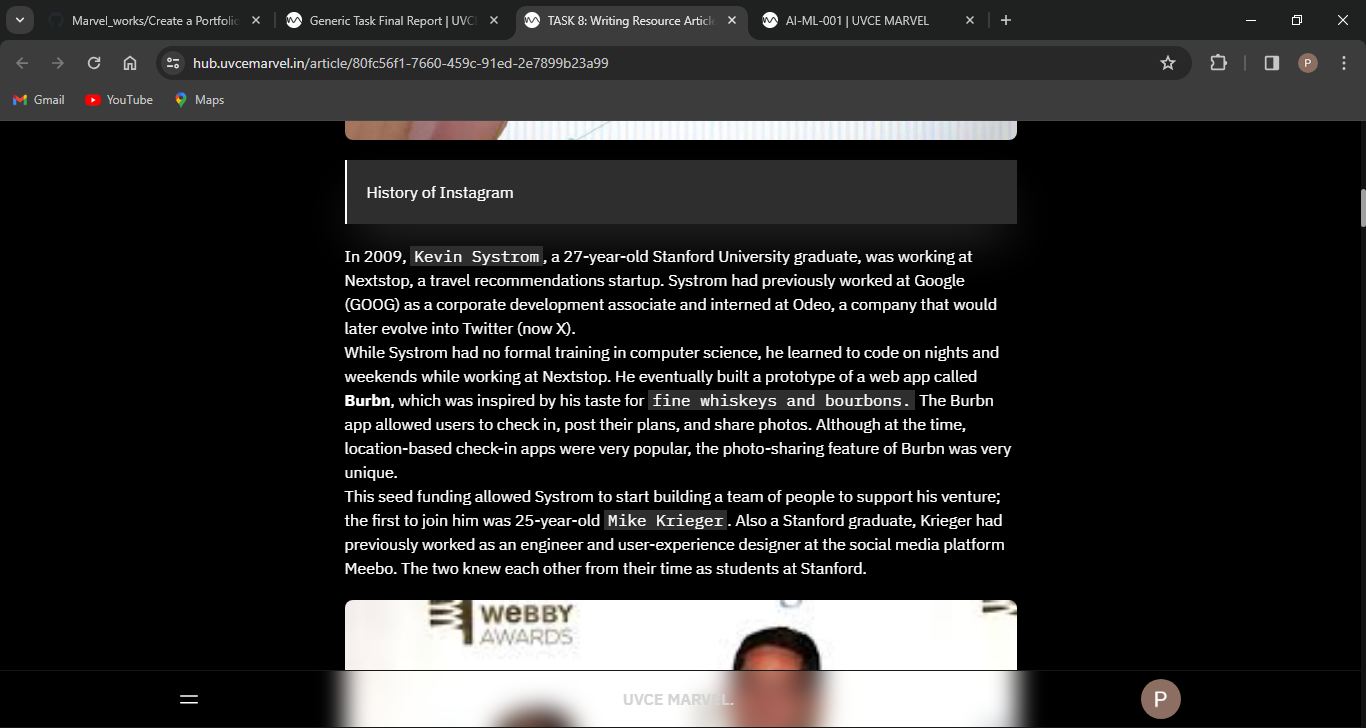 Marvel_works/Create a Portfolic
Generic Task Final Report | UVC
TASK 8: Writing Resource Article
AI-ML-001 | UVCE MARVEL
hub.uvcemarvel.in/article/80fc56f1-7660-459c-91ed-2e7899b23a99
P
Gmail
YouTube
Maps
History of Instagram
In 2009, Kevin Systrom, a 27-year-old Stanford University graduate, was working at
Nextstop, a travel recommendations startup. Systrom had previously worked at Google
(GOOG) as a corporate development associate and interned at Odeo, a company that would
later evolve into Twitter (now X).
While Systrom had no formal training in computer science, he learned to code on nights and
weekends while working at Nextstop. He eventually built a prototype of a web app called
Burbn, which was inspired by his taste for fine whiskeys and bourbons. The Burbn
app allowed users to check in, post their plans, and share photos. Although at the time,
location-based check-in apps were very popular, the photo-sharing feature of Burbn was very
unique.
This seed funding allowed Systrom to start building a team of people to support his venture;
the first to join him was 25-year-old Mike Krieger. Also a Stanford graduate, Krieger had
previously worked as an engineer and user-experience designer at the social media platform
Meebo. The two knew each other from their time as students at Stanford.
WEBBY
AWARDS
UVCE MARVEL.
P